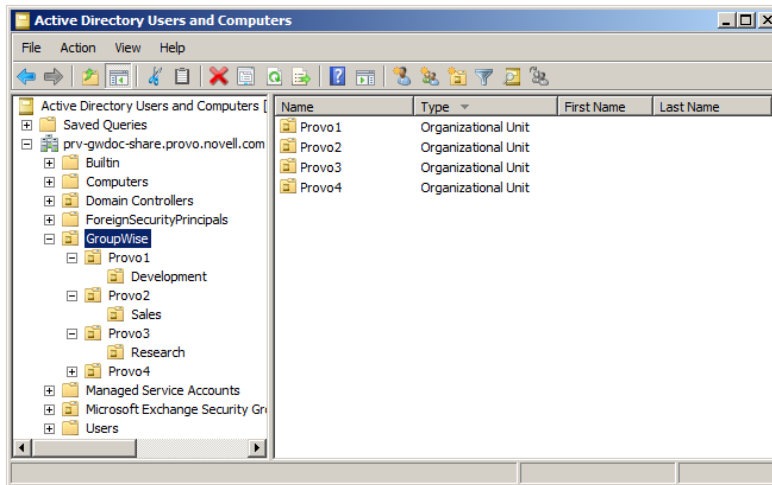 Active Directory Users and Computers
File Action View Help
Active Directory Users and Computers [
Saved Queries
prv-gwdoc-share.provo.novell.com
Builtin
Computers
Domain Controllers
ForeignSecurityPrincipals
GroupWise
Provo1
Development
Provo2
Sales
Provo3
Research
Provo4
Managed Service Accounts
Microsoft Exchange Security Gr
Users
Name Type First Name Last Name
Provo1 Organizational Unit
Provo2 Organizational Unit
Provo3 Organizational Unit
Provo4 Organizational Unit